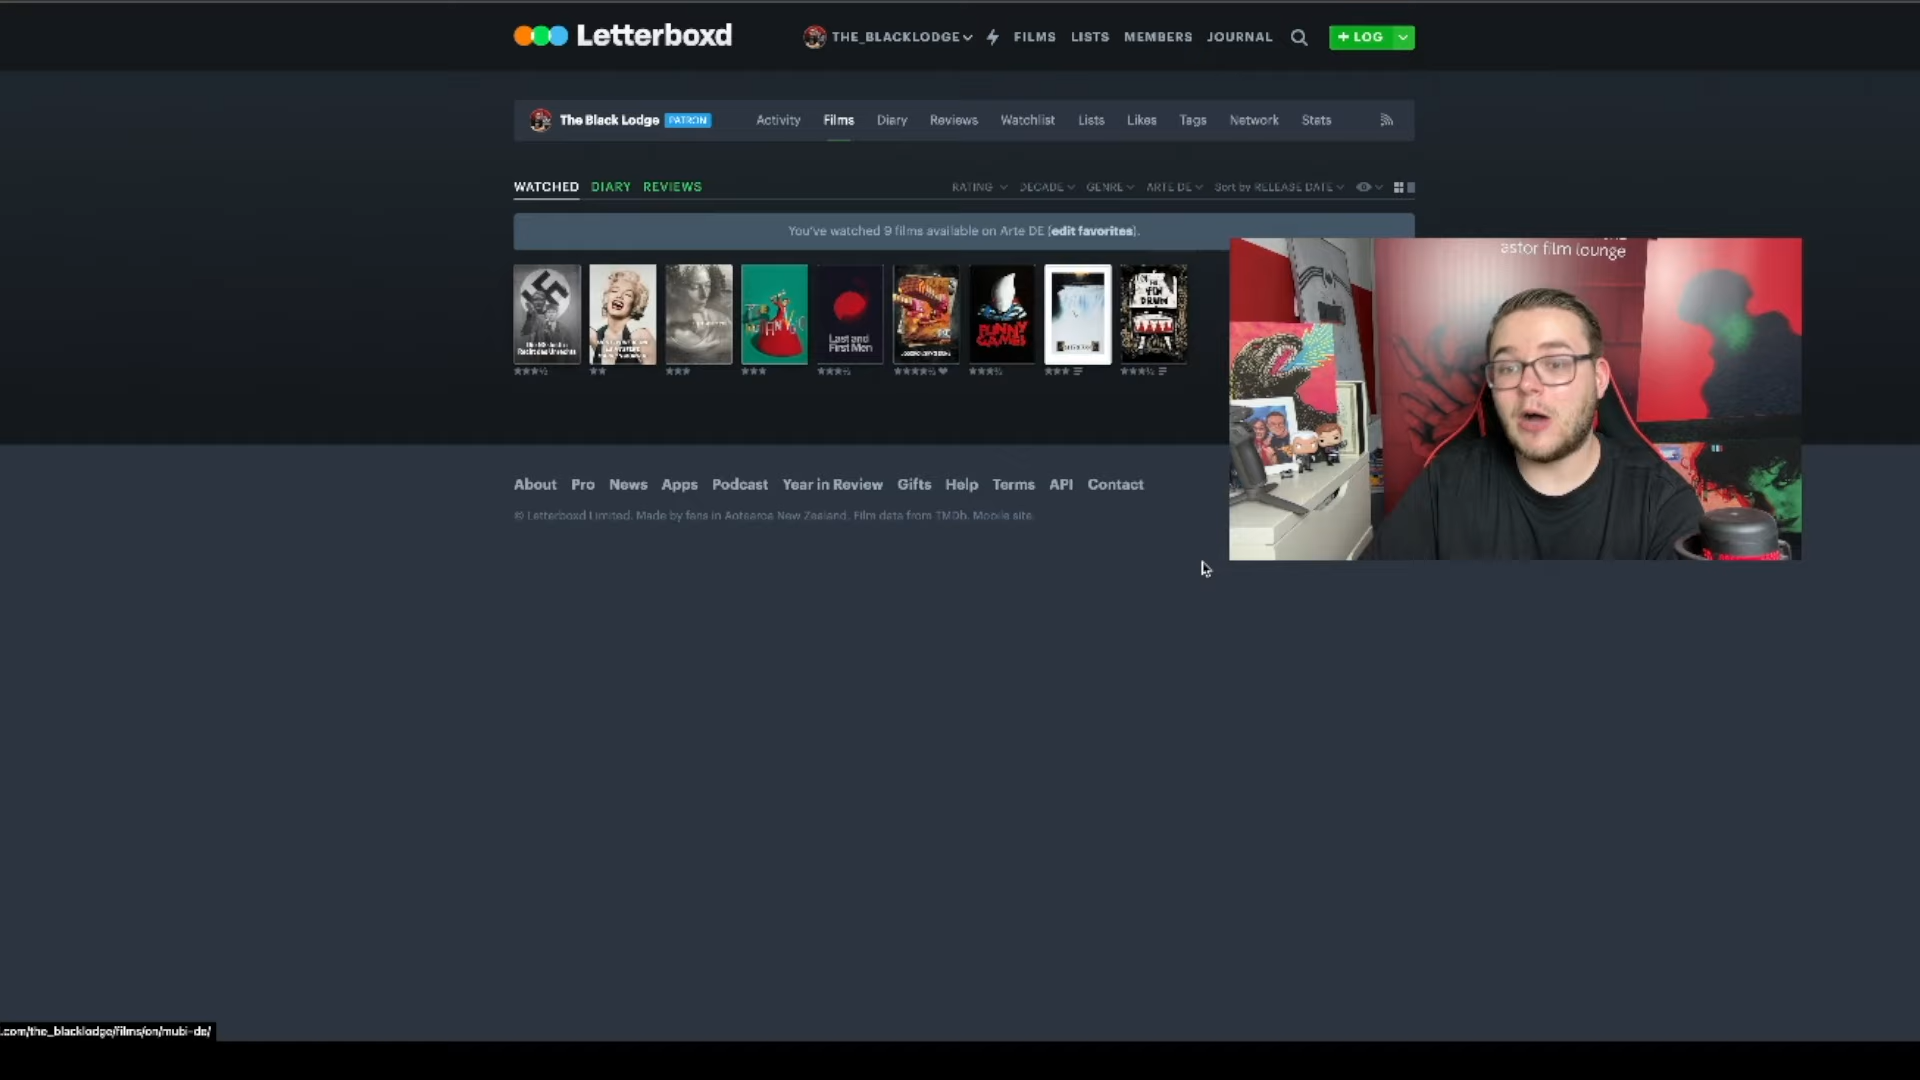 Letterboxd
THE_BLACKLODGE
FILMS
LISTS
MEMBERS
JOURNAL
+ LOG
The Black Lodge PATRON
Activity
Films
Diary
Reviews
Watchlist
Lists
Likes
Tags
Network
Stats
WATCHED
DIARY
REVIEWS
RATING
DECADE
GENRE
ARTE DE
Sort by RELEASE DATE
You've watched 9 films available on Arte DE (edit favorites).
astor film lounge
Last and
First Men
FUNNY
GAMES
THE TIN
DRUM
About
Pro
News
Apps
Podcast
Year in Review
Gifts
Help
Terms
API
Contact
© Letterboxd Limited. Made by fans in Aotearoa New Zealand. Film data from TMDb. Mobile site.
.com/the_blacklodge/films/on/mubi-de/